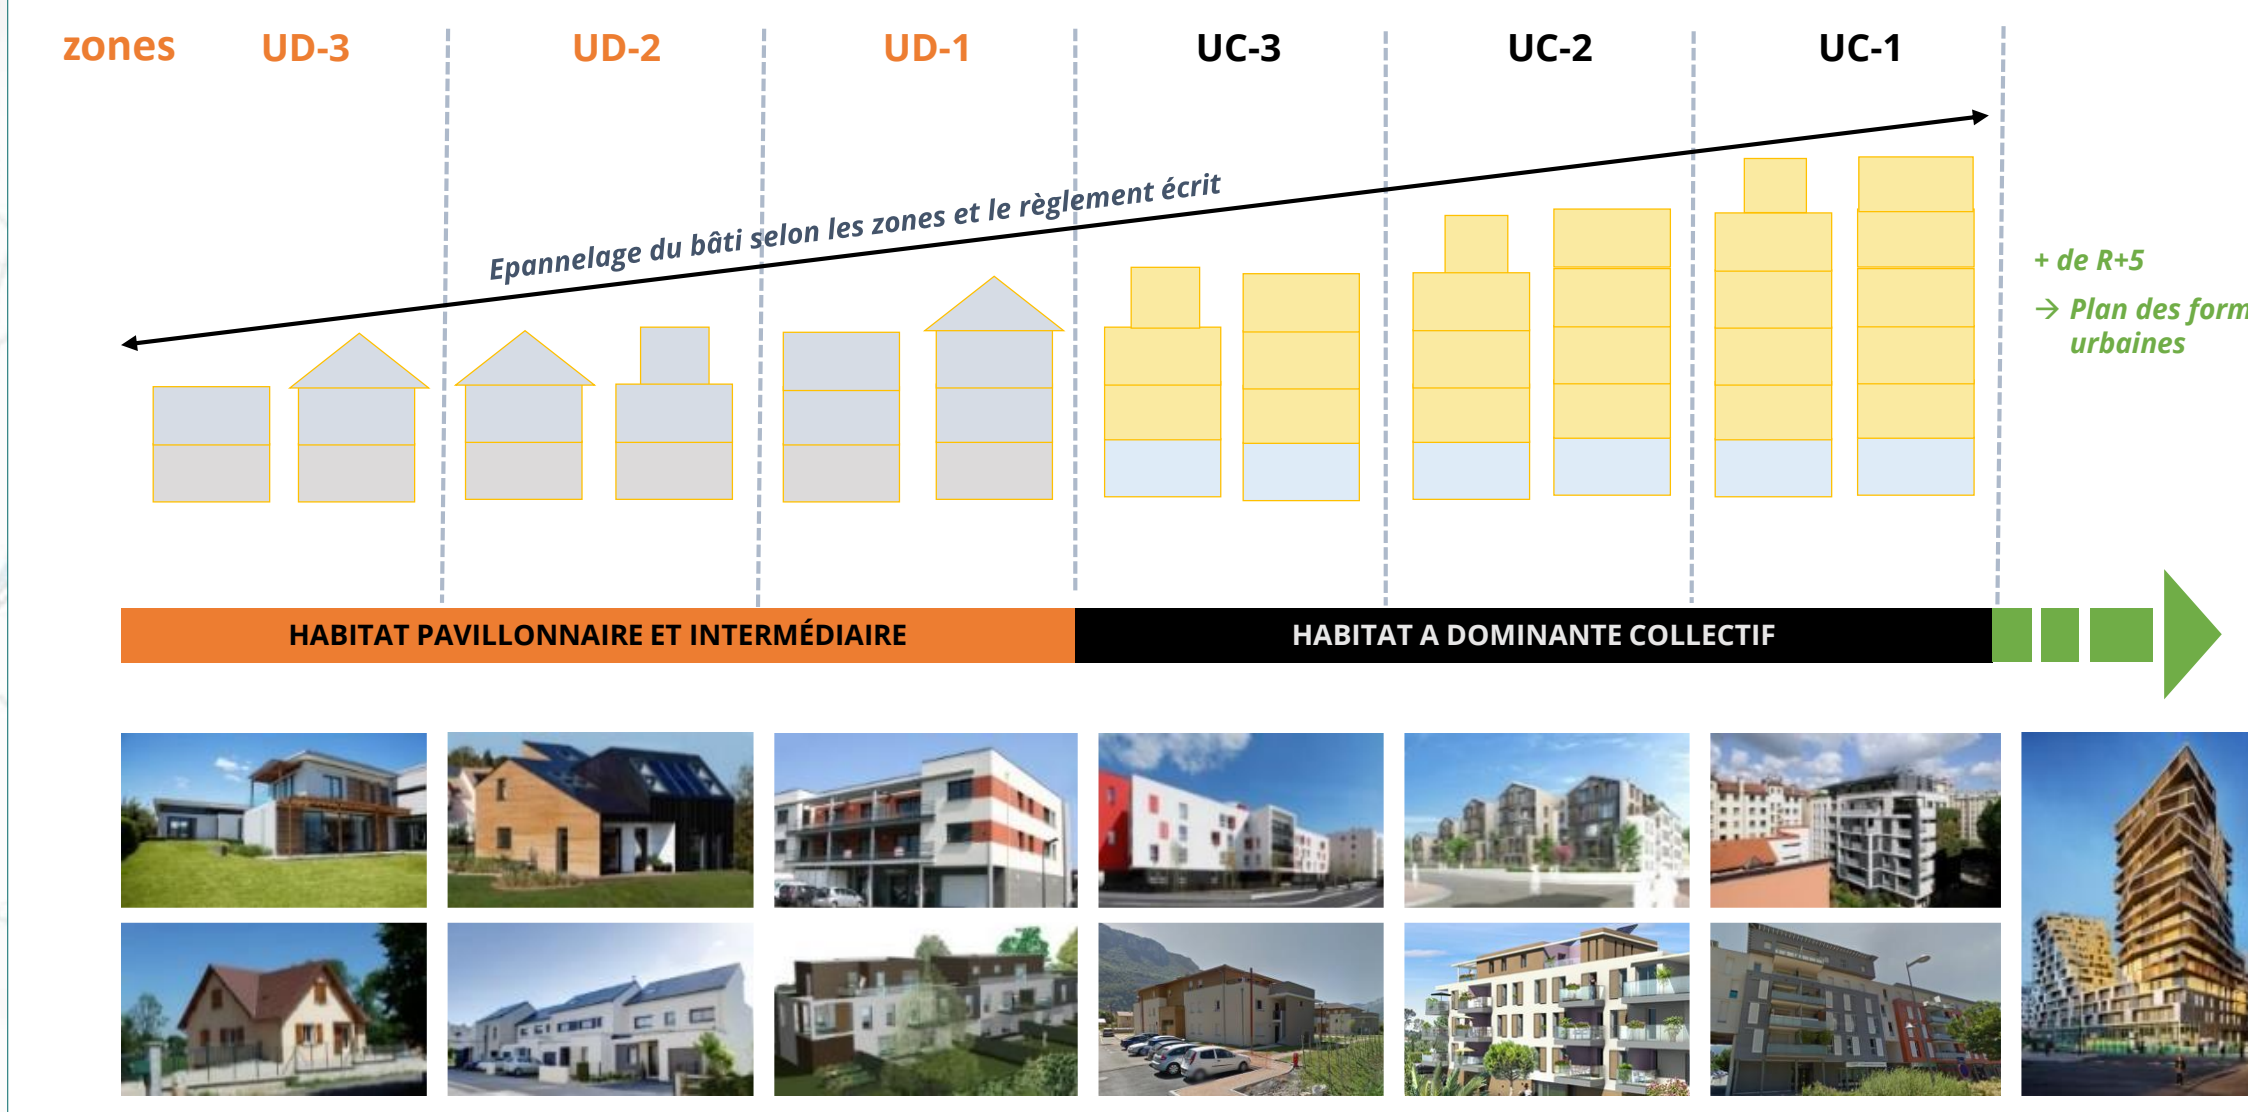 zones UD-3 UD-2 UD-1 UC-3 UC-2 UC-1
Epannelage du bâti selon les zones et le règlement écrit
+ de R+5
→ Plan des form
urbaines
HABITAT PAVILLONNAIRE ET INTERMÉDIAIRE
HABITAT A DOMINANTE COLLECTIF